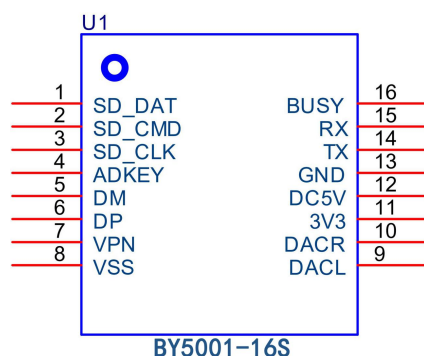 U1
1 SD_DAT BUSY 16
2 SD_CMD RX 15
3 SD_CLK TX 14
4 ADKEY GND 13
5 DM DC5V 12
6 DP 3V3 11
7 VPN DACR 10
8 VSS DACL 9
BY5001-16S